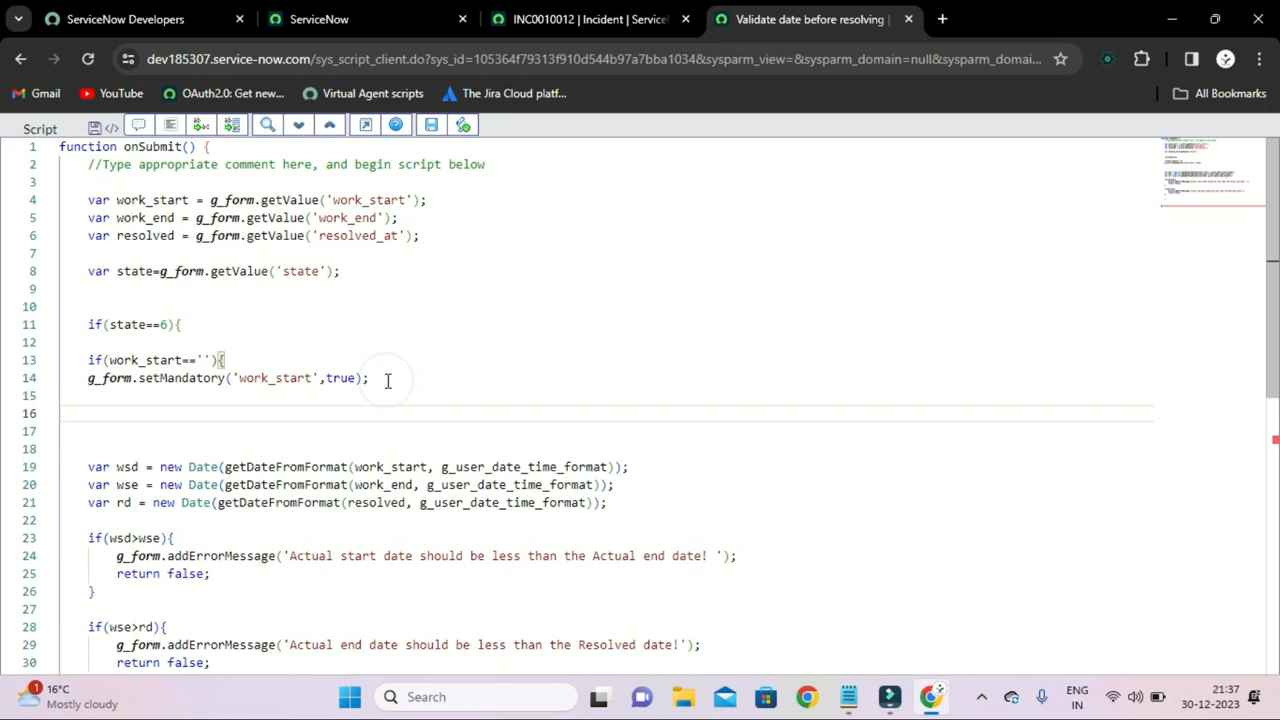 ServiceNow Developers
ServiceNow
INC0010012 | Incident | Service
Validate date before resolving |
dev185307.service-now.com/sys_script_client.do?sys_id=105364f79313f910d544b97a7bba1034&sysparm_view=&sysparm_domain=null&sysparm_domai...
Gmail
YouTube
OAuth2.0: Get new...
Virtual Agent scripts
The Jira Cloud platf...
All Bookmarks
Script
1 function onSubmit() {
2 //Type appropriate comment here, and begin script below
3
4 var work_start = g_form.getValue('work_start');
5 var work_end = g_form.getValue('work_end');
6 var resolved = g_form.getValue('resolved_at');
7
8 var state=g_form.getValue('state');
9
10
11 if(state==6){
12
13 if(work_start==''){
14 g_form.setMandatory('work_start',true);
15
16
17
18
19 var wsd = new Date(getDateFromFormat(work_start, g_user_date_time_format));
20 var wse = new Date(getDateFromFormat(work_end, g_user_date_time_format));
21 var rd = new Date(getDateFromFormat(resolved, g_user_date_time_format));
22
23 if(wsd>wse){
24 g_form.addErrorMessage('Actual start date should be less than the Actual end date! ');
25 return false;
26 }
27
28 if(wse>rd){
29 g_form.addErrorMessage('Actual end date should be less than the Resolved date!');
30 return false;
1
16°C
Mostly cloudy
Search
ENG
IN
21:37
30-12-2023